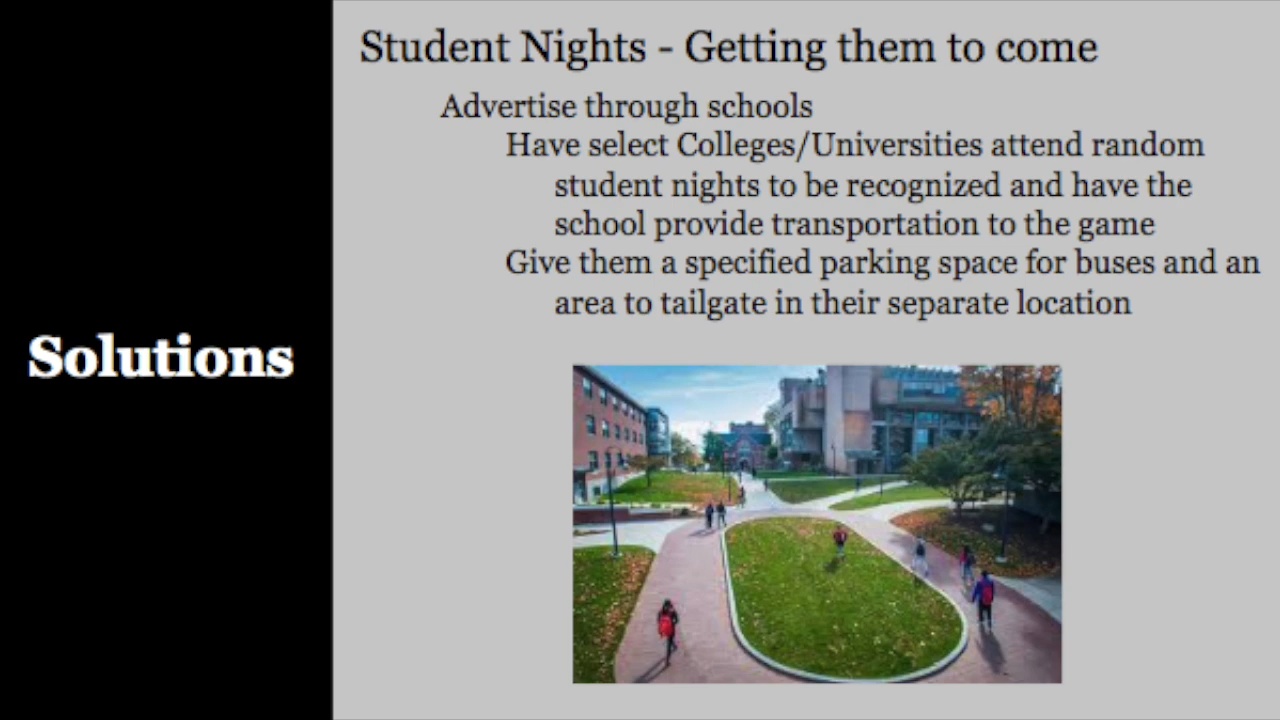 Solutions
Student Nights - Getting them to come
Advertise through schools
Have select Colleges/Universities attend random
student nights to be recognized and have the
school provide transportation to the game
Give them a specified parking space for buses and an
area to tailgate in their separate location